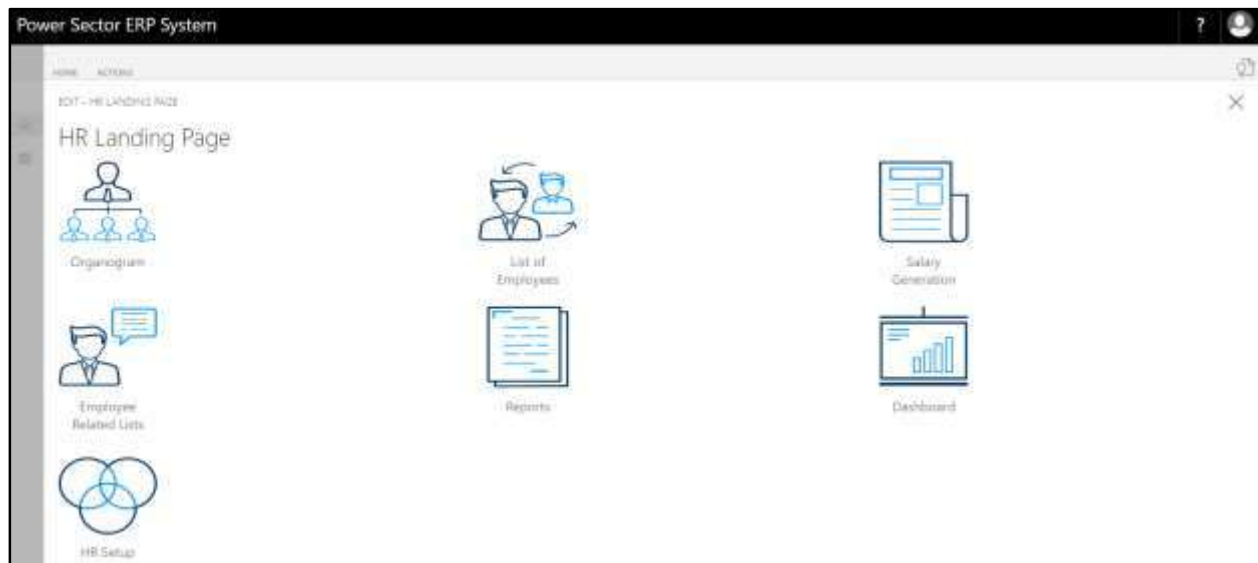 Power Sector ERP System
?
HOME ACTIONS
EDIT - HR LANDING PAGE
HR Landing Page
Organogram
List of
Employees
Salary
Generation
Employee
Related Lists
Reports
Dashboard
HR Setup